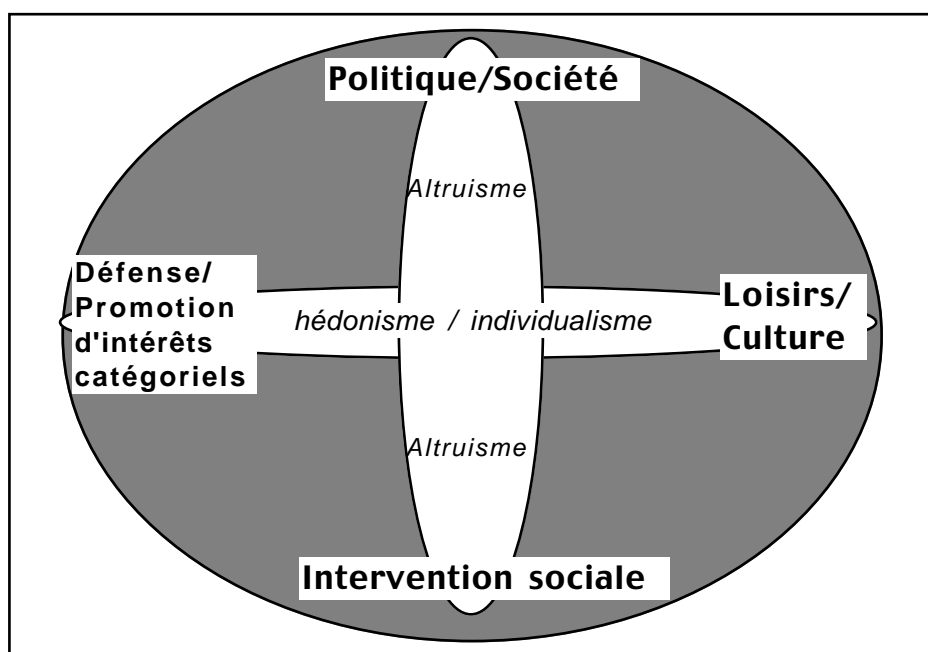 Politique/Société
Altruisme
Défense/
Promotion
d'intérêts
catégoriels
hédonisme / individualisme
Loisirs/
Culture
Altruisme
Intervention sociale